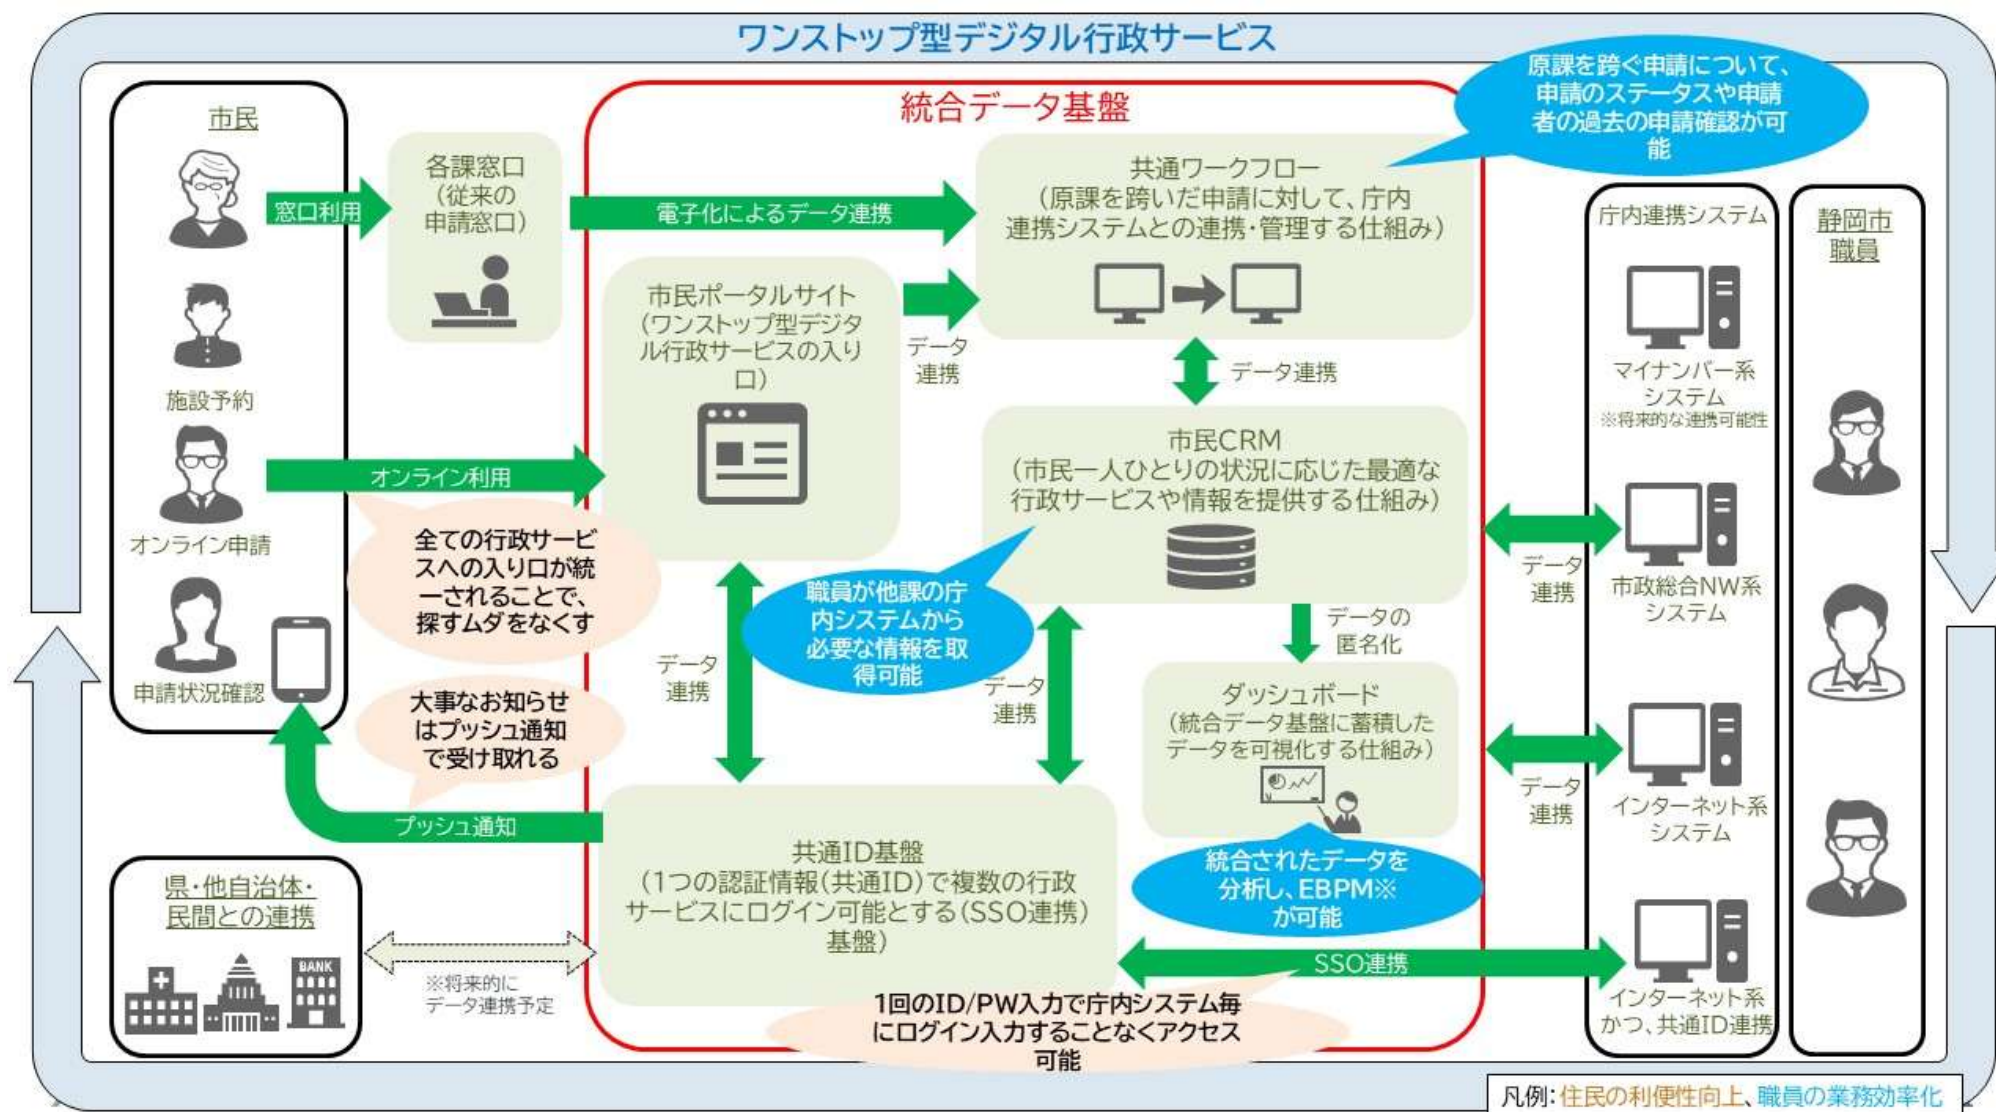 ワンストップ型デジタル行政サービス
市民
施設予約
オンライン申請
申請状況確認
窓口利用
各課窓口
(従来の
申請窓口)
オンライン利用
全ての行政サービ
スへの入り口が統
一されることで、
探すムダをなくす
大事なお知らせ
はプッシュ通知
で受け取れる
プッシュ通知
県・他自治体・
民間との連携
BANK
※将来的に
データ連携予定
統合データ基盤
電子化によるデータ連携
市民ポータルサイト
(ワンストップ型デジタ
ル行政サービスの入り
口)
データ
連携
共通ワークフロー
(原課を跨いだ申請に対して、庁内
連携システムとの連携・管理する仕組み)
原課を跨ぐ申請について、
申請のステータスや申請
者の過去の申請確認が可
能
データ連携
市民CRM
(市民一人ひとりの状況に応じた最適な
行政サービスや情報を提供する仕組み)
職員が他課の庁
内システムから
必要な情報を取
得可能
データ
連携
データ
連携
データの
匿名化
ダッシュボード
(統合データ基盤に蓄積した
データを可視化する仕組み)
統合されたデータを
分析し、EBPM※
が可能
共通ID基盤
(1つの認証情報(共通ID)で複数の行政
サービスにログイン可能とする(SSO連携)
基盤)
SSO連携
1回のID/PW入力で庁内システム毎
にログイン入力することなくアクセス
可能
データ
連携
データ
連携
庁内連携システム
マイナンバー系
システム
※将来的な連携可能性
市政総合NW系
システム
インターネット系
システム
インターネット系
かつ、共通ID連携
静岡市
職員
凡例:住民の利便性向上、職員の業務効率化